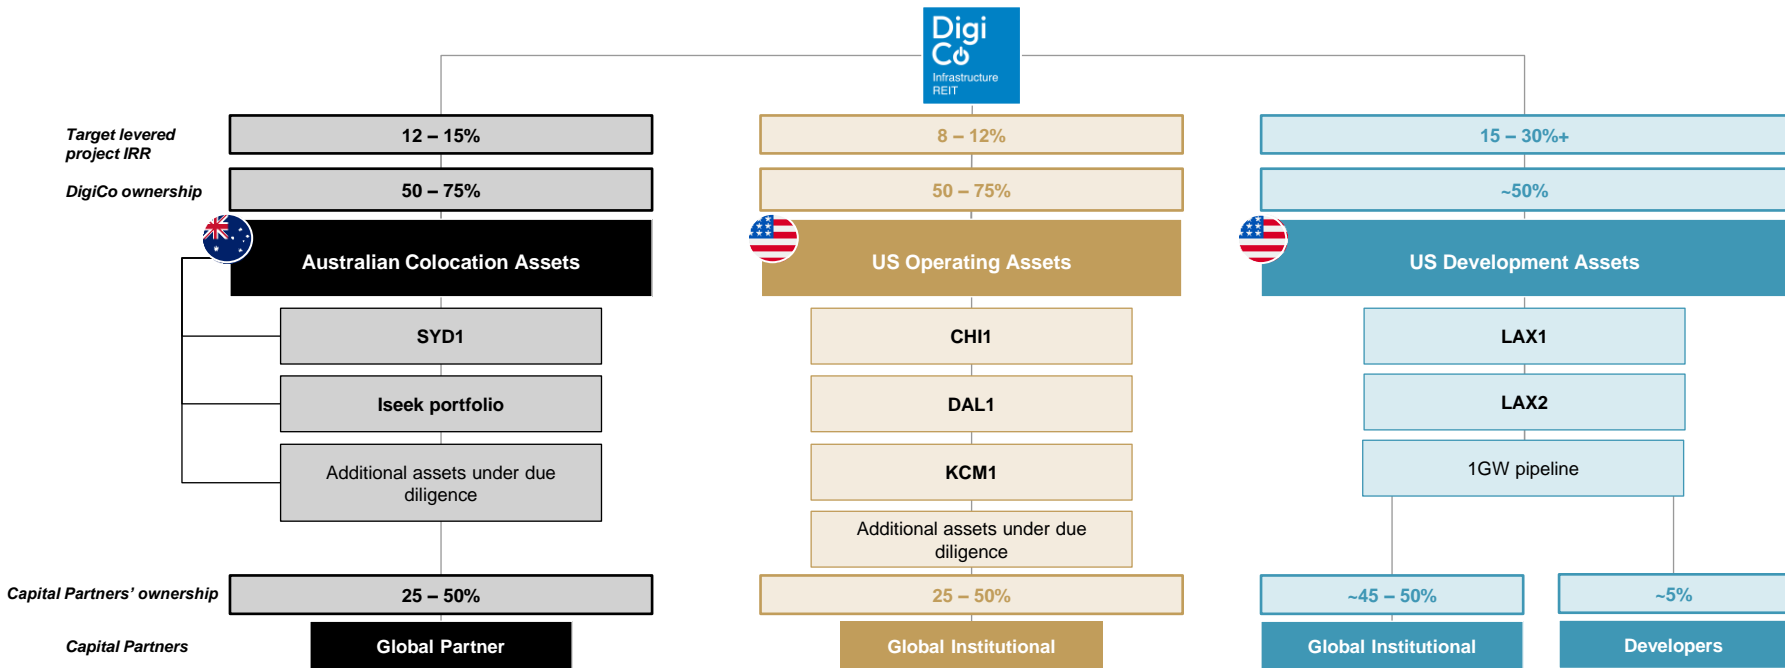 Digi
Co
Infrastructure
REIT
Target levered
project IRR
12 – 15%
8 – 12%
15 – 30%+
DigiCo ownership
50 – 75%
50 – 75%
~50%
Australian Colocation Assets
US Operating Assets
US Development Assets
SYD1
CHI1
LAX1
Iseek portfolio
DAL1
LAX2
Additional assets under due
diligence
KCM1
1GW pipeline
Additional assets under due
diligence
Capital Partners' ownership
25 – 50%
25 – 50%
~45 – 50%
~5%
Capital Partners
Global Partner
Global Institutional
Global Institutional
Developers